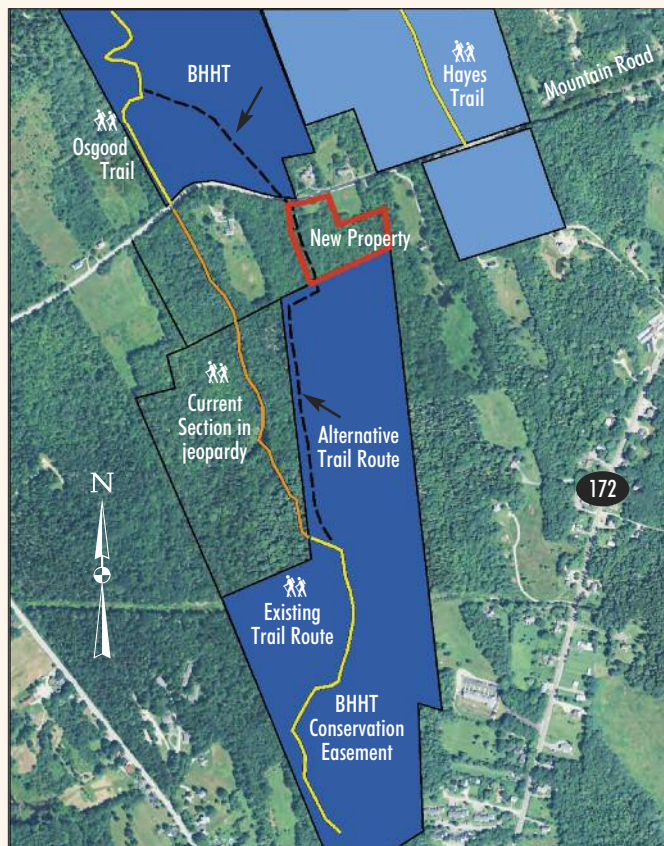 BHHT
Hayes
Trail
Mountain Road
Osgood
Trail
New Property
Current
Section in
jeopardy
Alternative
Trail Route
172
N
Existing
Trail Route
BHHT
Conservation
Easement